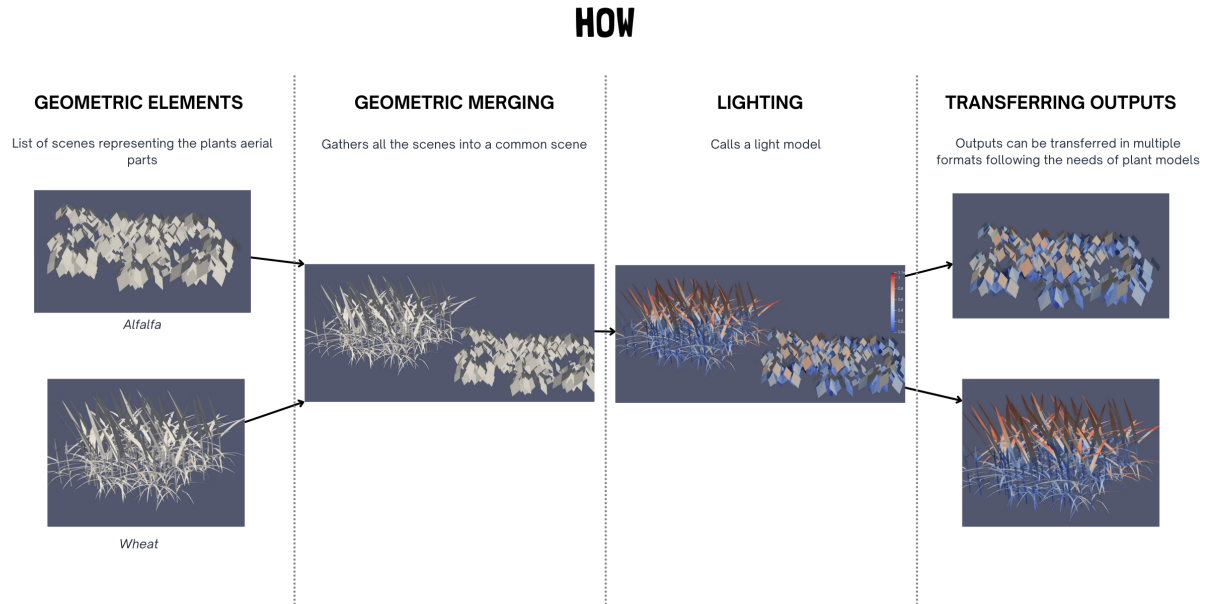 HOW
GEOMETRIC ELEMENTS
List of scenes representing the plants aerial
parts
Alfalfa
Wheat
GEOMETRIC MERGING
Gathers all the scenes into a common scene
LIGHTING
Calls a light model
TRANSFERRING OUTPUTS
Outputs can be transferred in multiple
formats following the needs of plant models